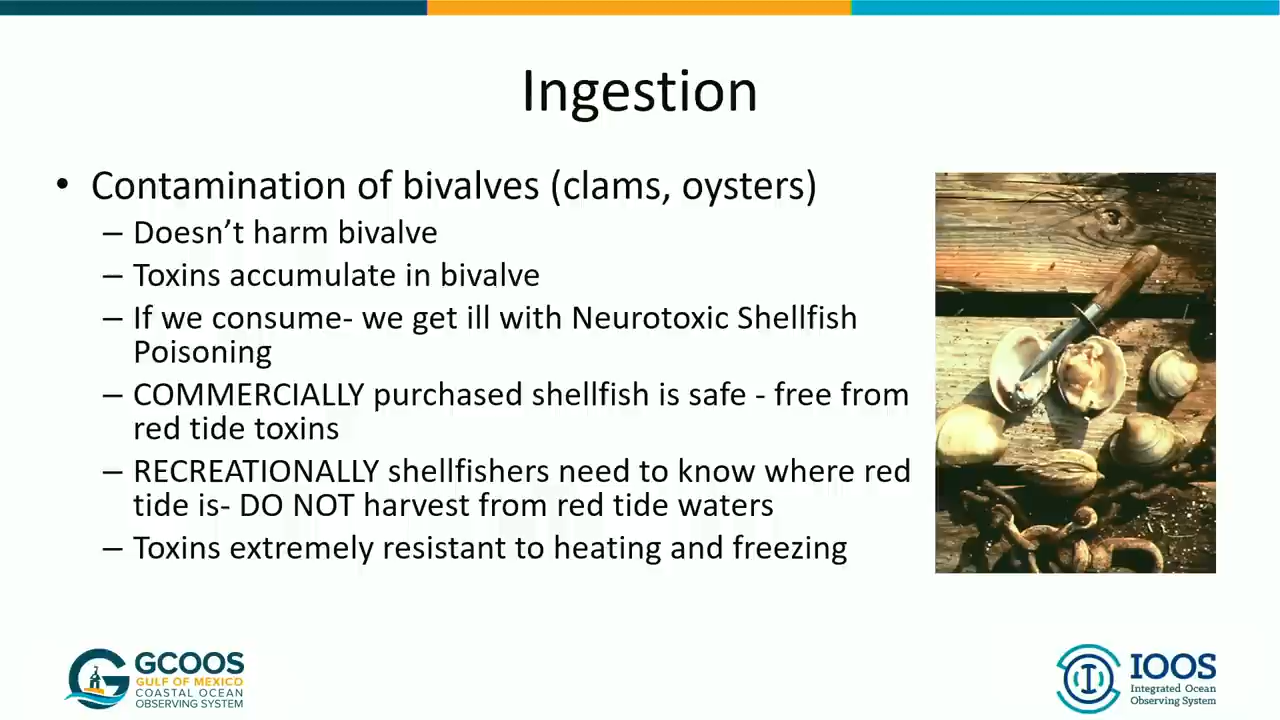 Ingestion
• Contamination of bivalves (clams, oysters)
– Doesn’t harm bivalve
– Toxins accumulate in bivalve
– If we consume- we get ill with Neurotoxic Shellfish
Poisoning
– COMMERCIALLY purchased shellfish is safe - free from
red tide toxins
– RECREATIONALLY shellfishers need to know where red
tide is- DO NOT harvest from red tide waters
– Toxins extremely resistant to heating and freezing
GCOOS
GULF OF MEXICO
COASTAL OCEAN
OBSERVING SYSTEM
IOOS
Integrated Ocean
Observing System